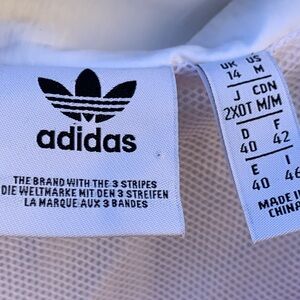 adidas
THE BRAND WITH THE 3 STRIPES
DIE WELTMARKE MIT DEN 3 STREIFEN
LA MARQUE AUX 3 BANDES
UK US
14 M
J CDN
2XOT M/M
D F
40 42
E I
40 46
MADE IN
CHINA